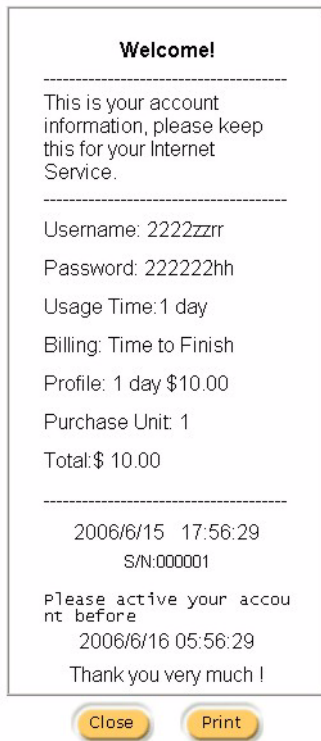 Welcome!
------------------------------------
This is your account
information, please keep
this for your Internet
Service.
------------------------------------
Username: 2222zzrr
Password: 222222hh
Usage Time:1 day
Billing: Time to Finish
Profile: 1 day $10.00
Purchase Unit: 1
Total:$ 10.00
------------------------------------
2006/6/15 17:56:29
S/N:000001
Please active your accou
nt before
2006/6/16 05:56:29
Thank you very much !
Close Print